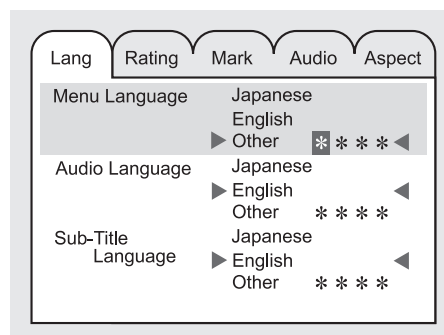 Lang Rating Mark Audio Aspect
Menu Language Japanese
English
Other * * * *
Audio Language Japanese
English
Other * * * *
Sub-Title Japanese
Language English
Other * * * *